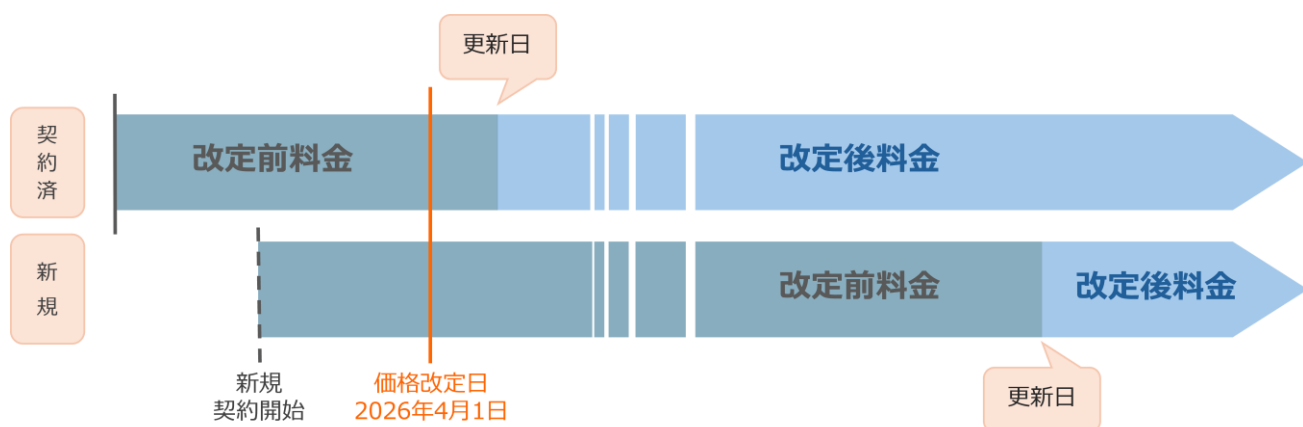 更新日
契約済
改定前料金
改定後料金
新規
改定前料金
改定後料金
新規
契約開始
価格改定日
2026年4月1日
更新日